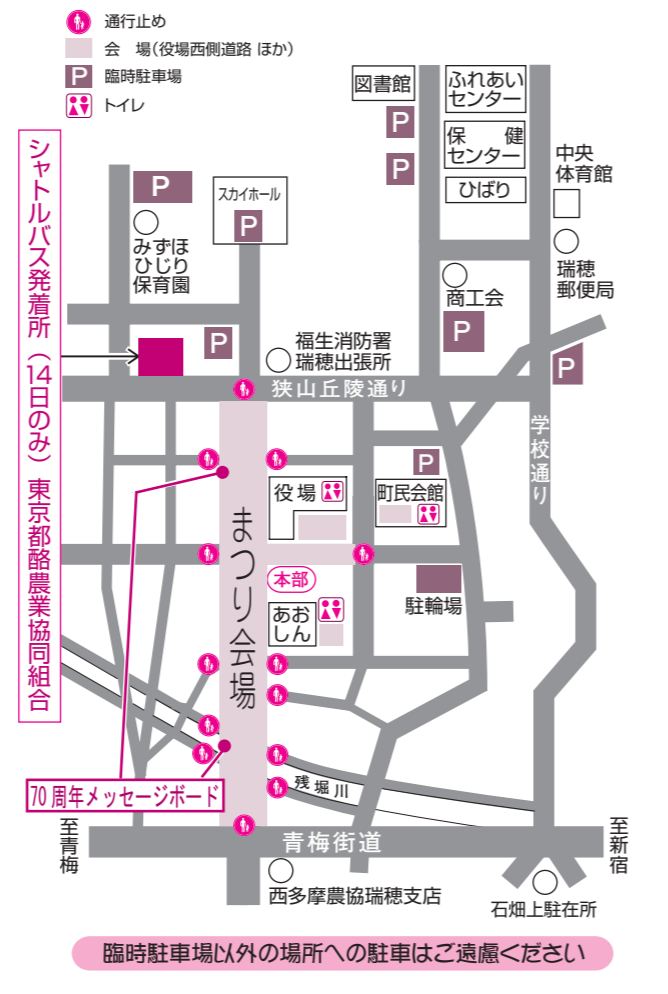 通行止め
会　場（役場西側道路 ほか）
P 臨時駐車場
トイレ
シャトルバス発着所（14日のみ）東京都酪農業協同組合
図書館
P
P
ふれあい
センター
保　健
センター
ひばり
中央
体育館
瑞穂
郵便局
P
みずほ
ひじり
保育園
スカイホール
P
P
福生消防署
瑞穂出張所
商工会
P
P
狭山丘陵通り
学校通り
まつり会場
役場
P
町民会館
本部
あお
しん
駐輪場
70周年メッセージボード
残堀川
至青梅
青梅街道
至新宿
西多摩農協瑞穂支店
石畑上駐在所
臨時駐車場以外の場所への駐車はご遠慮ください